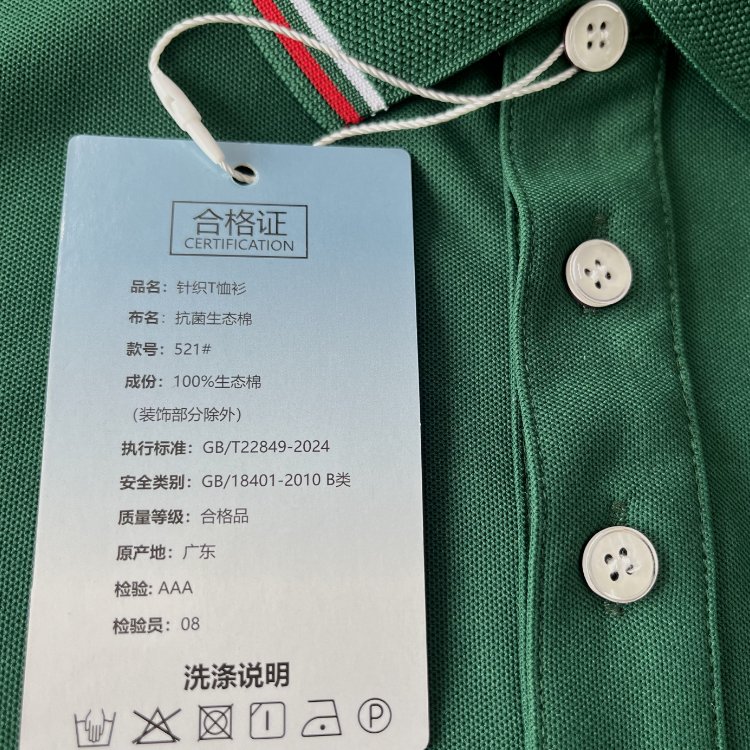 合格证
CERTIFICATION
品名：针织T恤衫
布名：抗菌生态棉
款号：521#
成份：100%生态棉
（装饰部分除外）
执行标准：GB/T22849-2024
安全类别：GB/18401-2010 B类
质量等级：合格品
原产地：广东
检验: AAA
检验员：08
洗涤说明
P